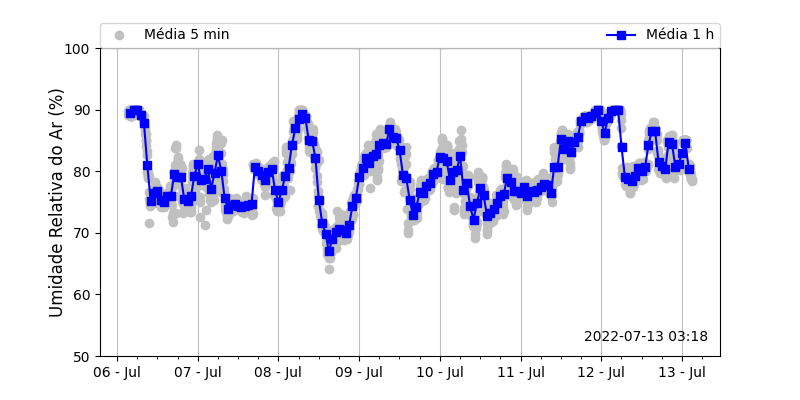 Média 5 min
Média 1 h
Umidade Relativa do Ar (%)
100
90
80
70
60
50
2022-07-13 03:18
06 - Jul
07 - Jul
08 - Jul
09 - Jul
10 - Jul
11 - Jul
12 - Jul
13 - Jul